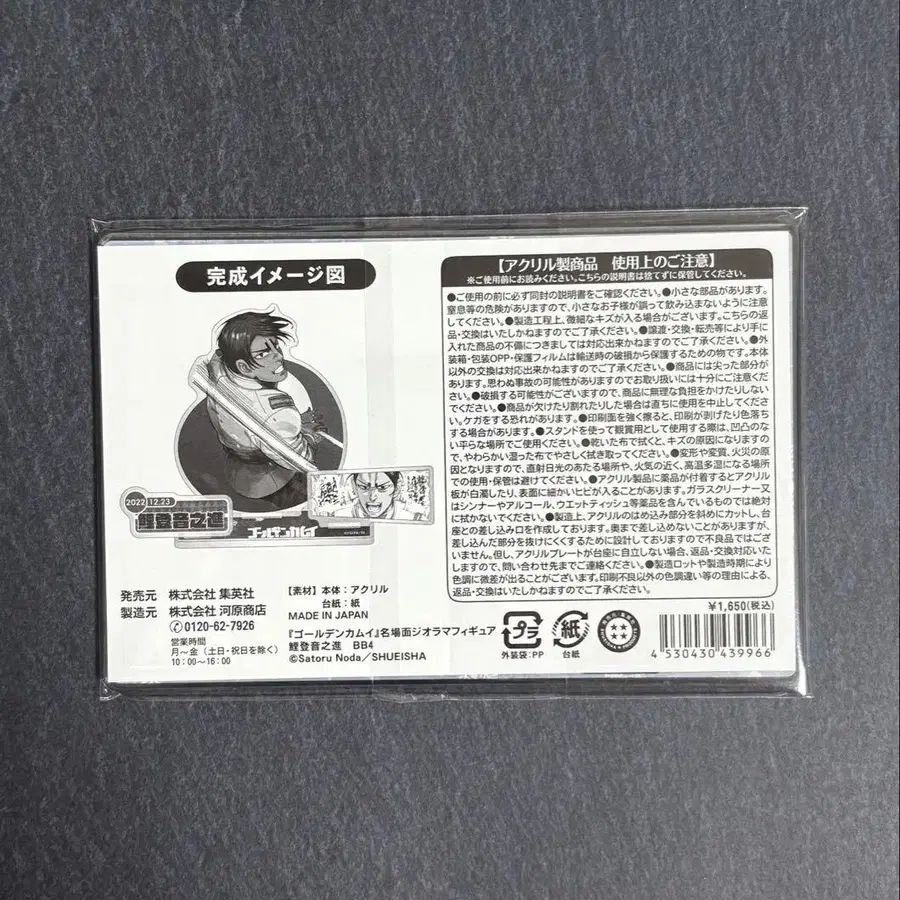 完成イメージ図
2022 12.23
鯉登音之進
ゴールデンカムイ
発売元 株式会社 集英社
製造元 株式会社 河原商店
0120-62-7926
営業時間
月〜金(土日・祝日を除く)
10:00〜16:00
【素材】本体:アクリル
台紙:紙
MADE IN JAPAN
『ゴールデンカムイ』名場面ジオラマフィギュア
鯉登音之進 BB4
©Satoru Noda/SHUEISHA
【アクリル製商品 使用上のご注意】
※ご使用前にお読みください。こちらの説明書は捨てずに保管してください。
●ご使用の前に必ず同封の説明書をご確認ください。●小さな部品があります。
窒息等の危険がありますので、小さなお子様が誤って飲み込まないように注意
してください。●製造工程上、微細なキズが入る場合がございます。こちらの返
品・交換はいたしかねますのでご了承ください。●譲渡・交換・転売等により手に
入れた商品の不備につきましては対応出来かねますのでご了承ください。●外
装箱・包装OPP・保護フィルムは輸送時の破損から保護するための物です。本体
以外の交換は対応出来かねますのでご了承ください。●商品には尖った部分が
あります。思わぬ事故の可能性がありますのでお取り扱いには十分にご注意くだ
さい。●破損する可能性がございますので、商品に無理な負担をかけたりしない
でください。●商品が欠けたり割れたりした場合は直ちに使用を中止してくださ
い。ケガをする恐れがあります。●印刷面を強く擦ると、印刷が剥げたり色落ち
する場合があります。●スタンドを使って観賞用として使用する際は、凹凸のな
い平らな場所でご使用ください。●乾いた布で拭くと、キズの原因になりますの
で、やわらかい湿った布でやさしく拭き取ってください。●変形や変質、火災の原
因となりますので、直射日光のあたる場所や、火気の近く、高温多湿になる場所
での使用・保管は避けてください。●アクリル製品に薬品が付着するとアクリル
板が白濁したり、表面に細かいヒビが入ることがあります。ガラスクリーナー又
はシンナーやアルコール、ウエットティッシュ等薬品を含んでいるものでは絶対
に拭かないでください。●製造上、アクリルのはめ込み部分を斜めにカットし、台
座との差し込み口を作成しております。奥まで差し込めないことがありますが、
差し込んだ部分を抜けにくくするために設計しておりますので不良品ではござ
いません。但し、アクリルプレートが台座に自立しない場合、返品・交換対応いた
しますので、問い合わせ先までご連絡ください。●製造ロットや製造時期により
色調に微差が出ることがございます。印刷不良以外の色調違い等の理由による、
返品・交換はいたしかねますのでご了承ください。
¥1,650(税込)
プラ
外装袋:PP
紙
台紙
4 530430 439966